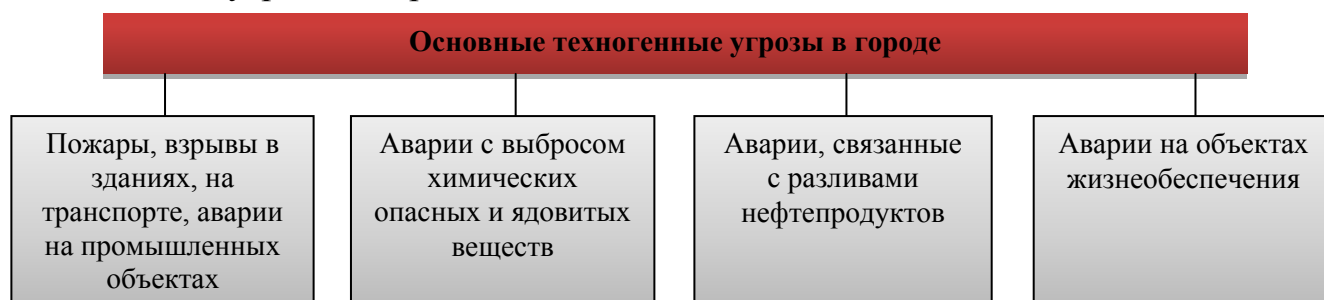 Основные техногенные угрозы в городе
Пожары, взрывы в
зданиях, на
транспорте, аварии
на промышленных
объектах
Аварии с выбросом
химических
опасных и ядовитых
веществ
Аварии, связанные
с разливами
нефтепродуктов
Аварии на объектах
жизнеобеспечения